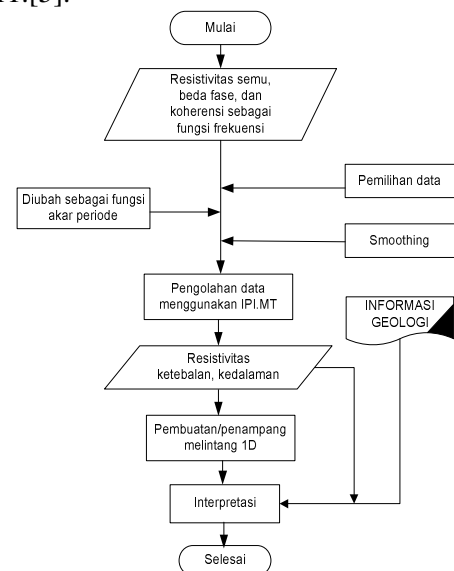 Mulai
Resistivitas semu,
beda fase, dan
koherensi sebagai
fungsi frekuensi
Pemilihan data
Diubah sebagai fungsi
akar periode
Smoothing
Pengolahan data
menggunakan IPI.MT
INFORMASI
GEOLOGI
Resistivitas
ketebalan, kedalaman
Pembuatan/penampang
melintang 1D
Interpretasi
Selesai